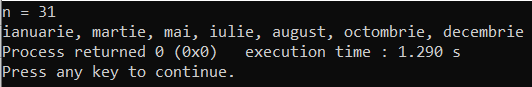 n = 31
ianuarie, martie, mai, iulie, august, octombrie, decembrie
Process returned 0 (0x0)   execution time : 1.290 s
Press any key to continue.